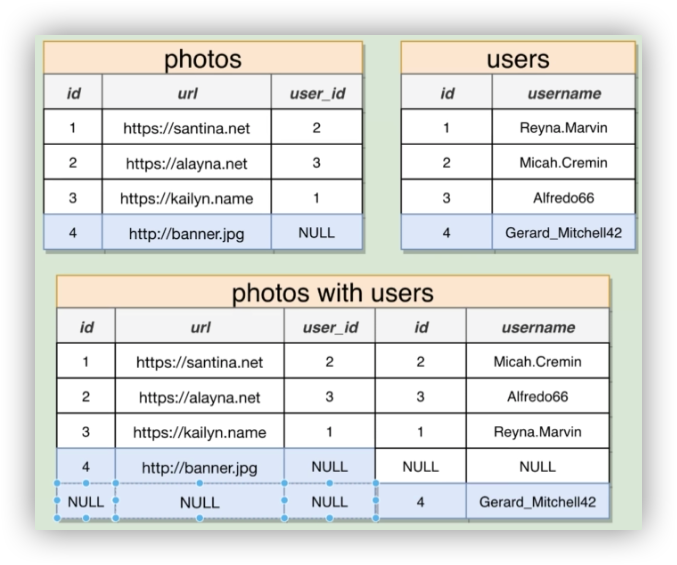 photos
id url user_id
1 https://santina.net 2
2 https://alayna.net 3
3 https://kailyn.name 1
4 http://banner.jpg NULL
users
id username
1 Reyna.Marvin
2 Micah.Cremin
3 Alfredo66
4 Gerard_Mitchell42
photos with users
id url user_id id username
1 https://santina.net 2 2 Micah.Cremin
2 https://alayna.net 3 3 Alfredo66
3 https://kailyn.name 1 1 Reyna.Marvin
4 http://banner.jpg NULL NULL NULL
NULL NULL NULL 4 Gerard_Mitchell42